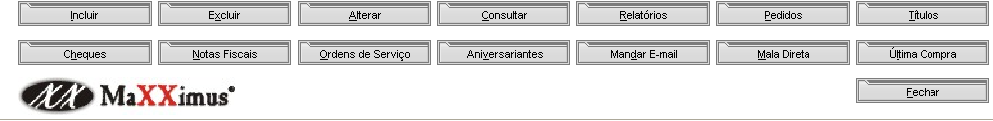 Incluir Excluir Alterar Consultar Relatórios Pedidos Títulos
Cheques Notas Fiscais Ordens de Serviço Aniversariantes Mandar E-mail Mala Direta Última Compra
XX MaXXimus Fechar